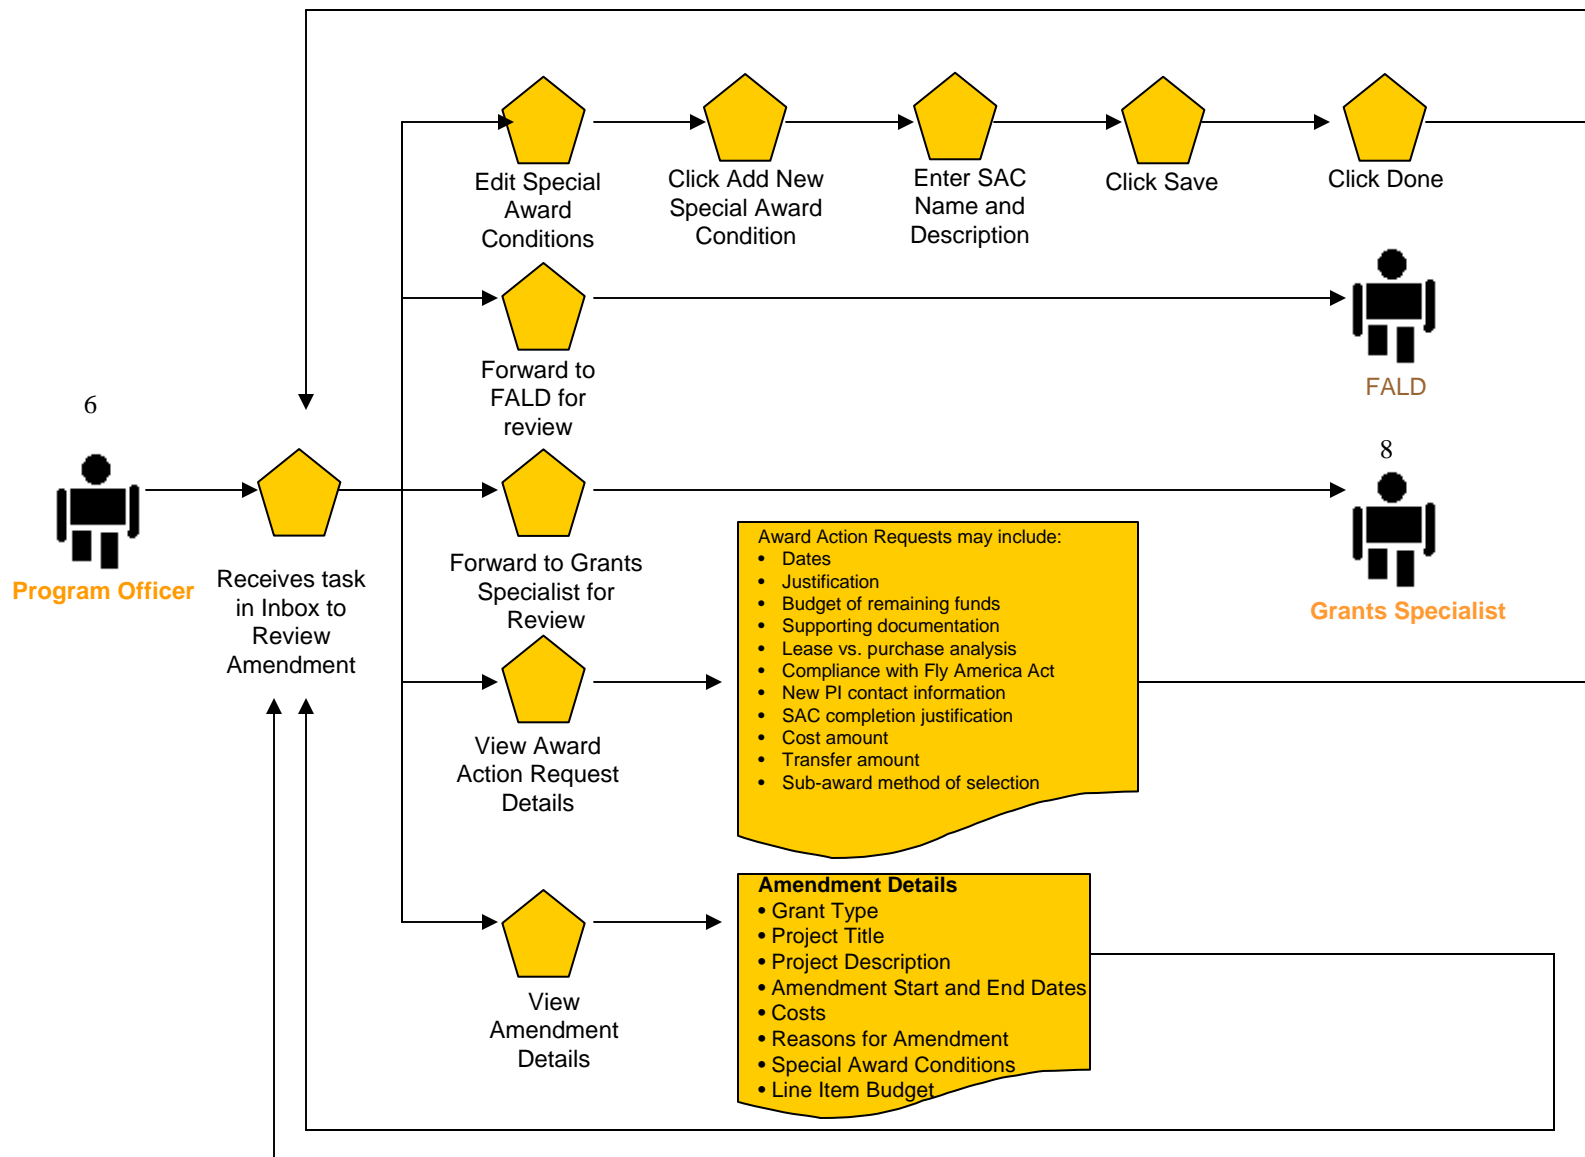 Edit Special
Award
Conditions
Click Add New
Special Award
Condition
Enter SAC
Name and
Description
Click Save
Click Done
Forward to
FALD for
review
FALD
6
Program Officer
Receives task
in Inbox to
Review
Amendment
Forward to Grants
Specialist for
Review
8
Grants Specialist
View Award
Action Request
Details
Award Action Requests may include:
• Dates
• Justification
• Budget of remaining funds
• Supporting documentation
• Lease vs. purchase analysis
• Compliance with Fly America Act
• New PI contact information
• SAC completion justification
• Cost amount
• Transfer amount
• Sub-award method of selection
View
Amendment
Details
Amendment Details
• Grant Type
• Project Title
• Project Description
• Amendment Start and End Dates
• Costs
• Reasons for Amendment
• Special Award Conditions
• Line Item Budget